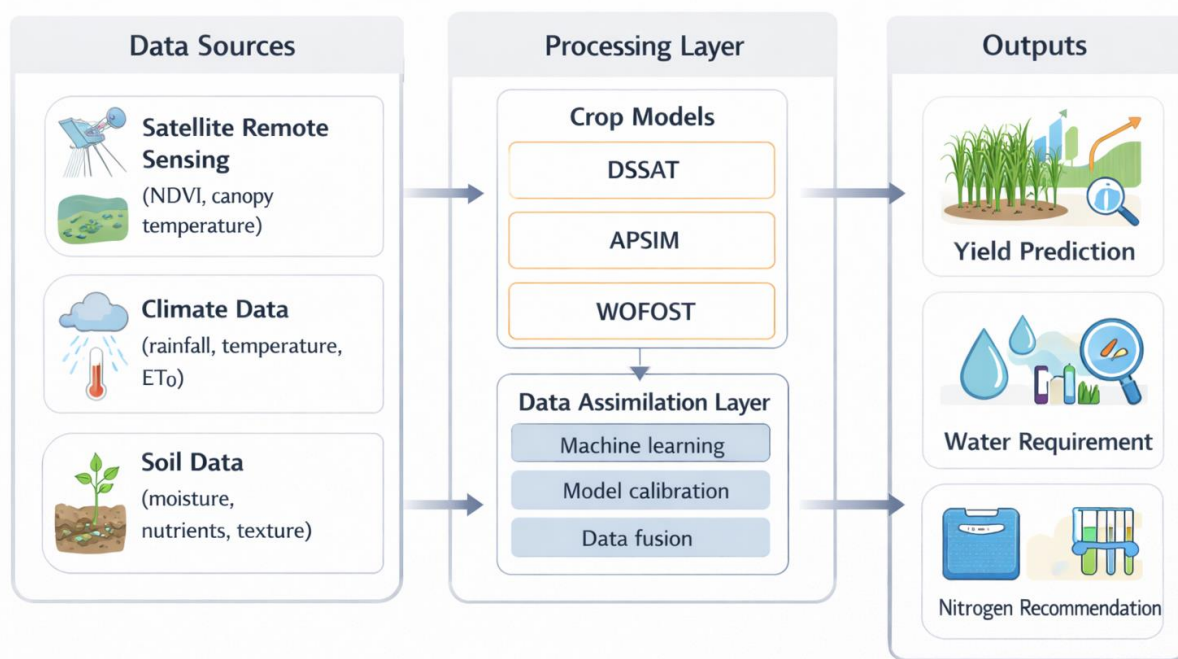 Data Sources
Satellite Remote
Sensing
(NDVI, canopy
temperature)
Climate Data
(rainfall, temperature,
ET₀)
Soil Data
(moisture,
nutrients, texture)
Processing Layer
Crop Models
DSSAT
APSIM
WOFOST
Data Assimilation Layer
Machine learning
Model calibration
Data fusion
Outputs
Yield Prediction
Water Requirement
Nitrogen Recommendation